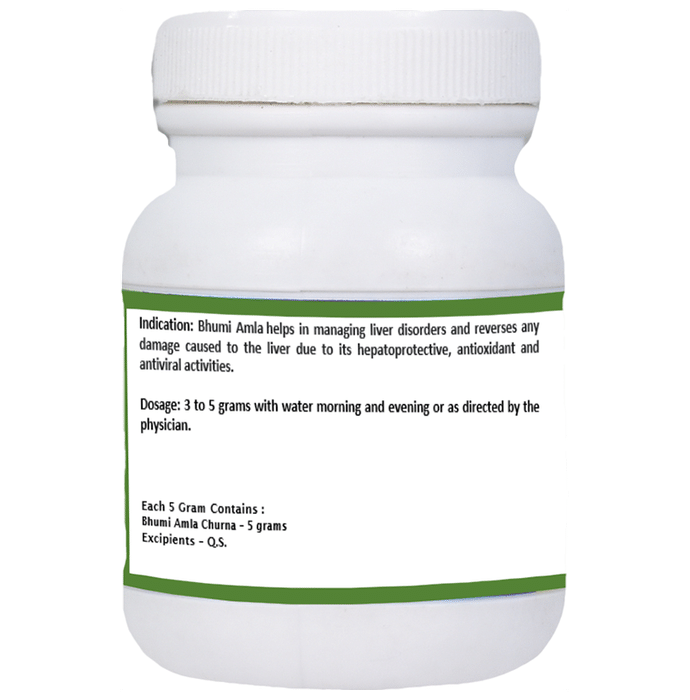 Indication: Bhumi Amla helps in managing liver disorders and reverses any
damage caused to the liver due to its hepatoprotective, antioxidant and
antiviral activities.
Dosage: 3 to 5 grams with water morning and evening or as directed by the
physician.
Each 5 Gram Contains :
Bhumi Amla Churna - 5 grams
Excipients - Q.S.